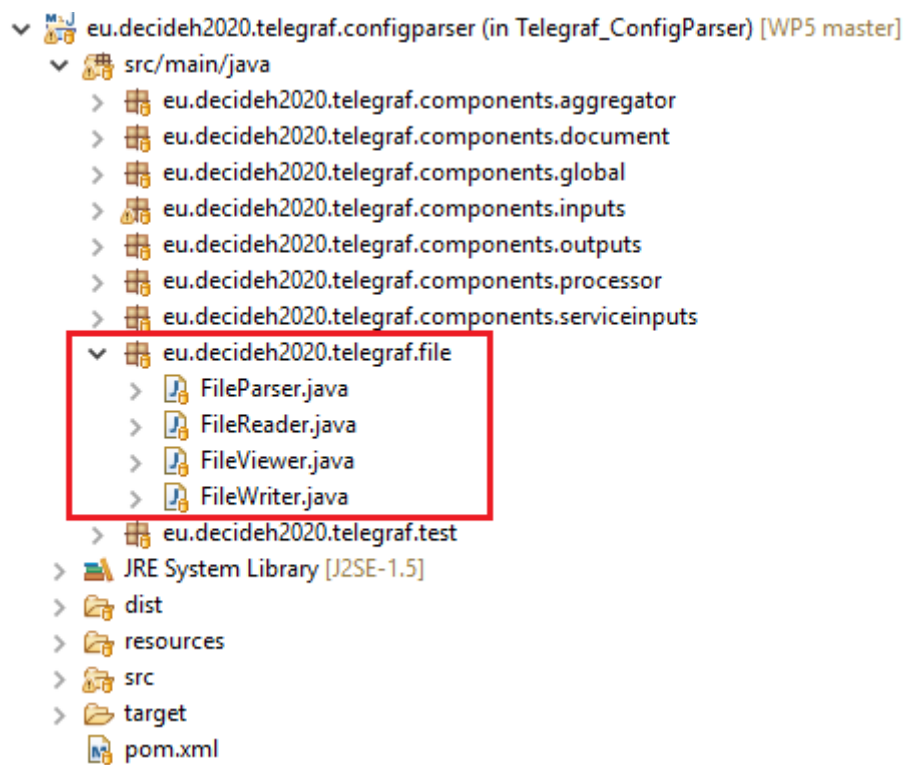 eu.decideh2020.telegraf.configparser (in Telegraf_ConfigParser) [WP5 master]
src/main/java
eu.decideh2020.telegraf.components.aggregator
eu.decideh2020.telegraf.components.document
eu.decideh2020.telegraf.components.global
eu.decideh2020.telegraf.components.inputs
eu.decideh2020.telegraf.components.outputs
eu.decideh2020.telegraf.components.processor
eu.decideh2020.telegraf.components.serviceinputs
eu.decideh2020.telegraf.file
FileParser.java
FileReader.java
FileViewer.java
FileWriter.java
eu.decideh2020.telegraf.test
JRE System Library [J2SE-1.5]
dist
resources
src
target
pom.xml